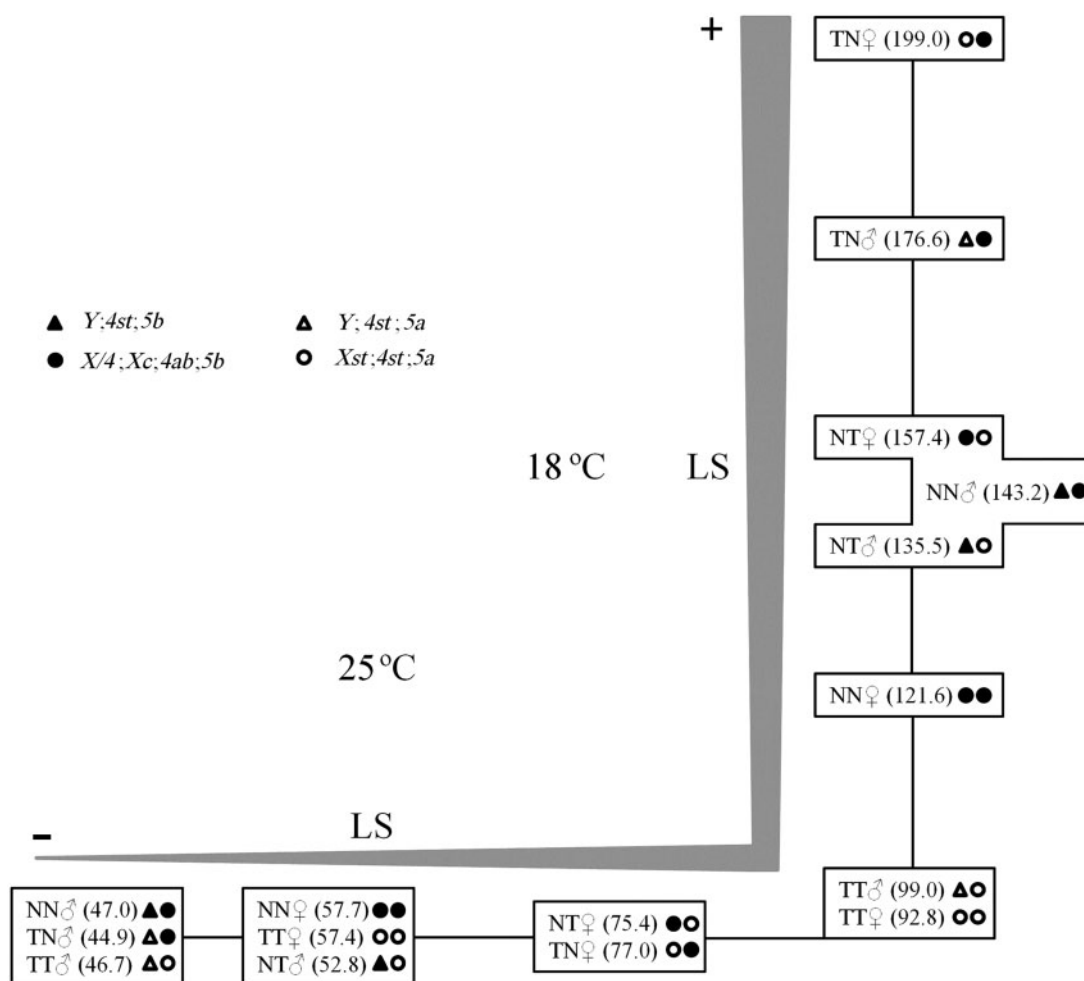 +
TN♀ (199.0) ○●
TN♂ (176.6) △●
▲ Y;4st;5b
△ Y;4st;5a
● X/4;Xc;4ab;5b
○ Xst;4st;5a
NT♀ (157.4) ●○
18 °C
LS
NN♂ (143.2) ▲●
NT♂ (135.5) ▲○
25 °C
NN♀ (121.6) ●●
-
LS
TT♂ (99.0) △○
TT♀ (92.8) ○○
NN♂ (47.0) ▲●
TN♂ (44.9) △●
TT♂ (46.7) △○
NN♀ (57.7) ●●
TT♀ (57.4) ○○
NT♂ (52.8) ▲○
NT♀ (75.4) ●○
TN♀ (77.0) ○●